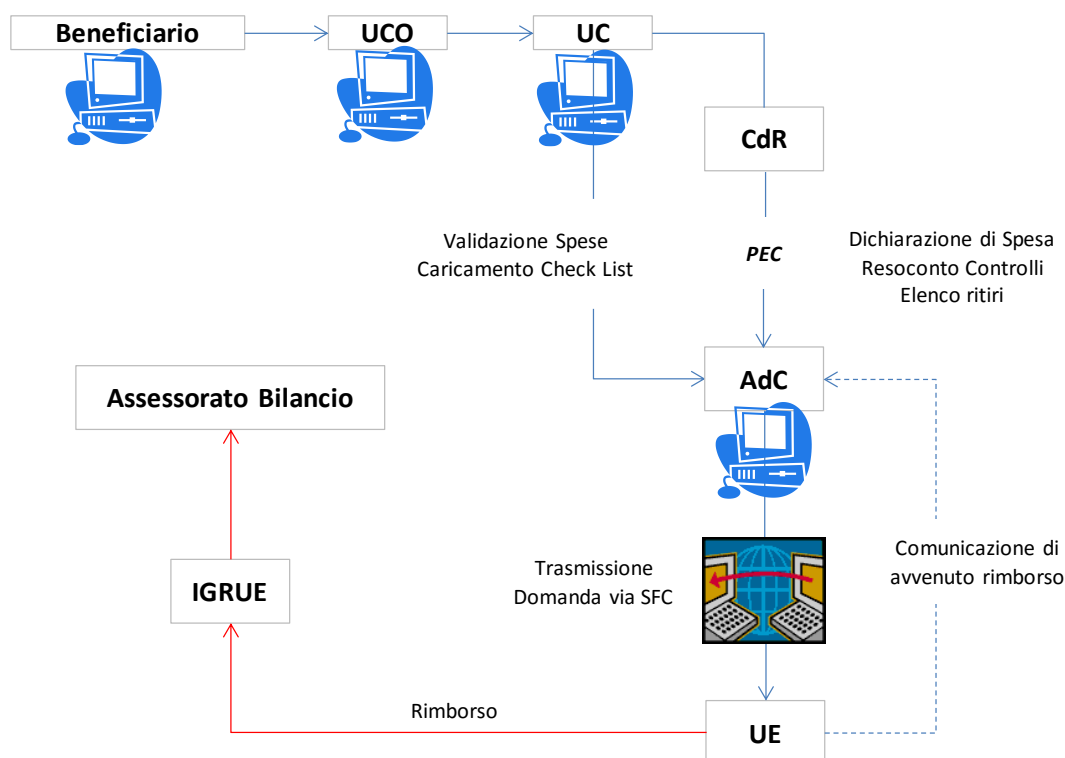 Beneficiario
UCO
UC
CdR
Validazione Spese
Caricamento Check List
PEC
Dichiarazione di Spesa
Resoconto Controlli
Elenco ritiri
AdC
Assessorato Bilancio
Trasmissione
Domanda via SFC
Comunicazione di
avvenuto rimborso
IGRUE
Rimborso
UE